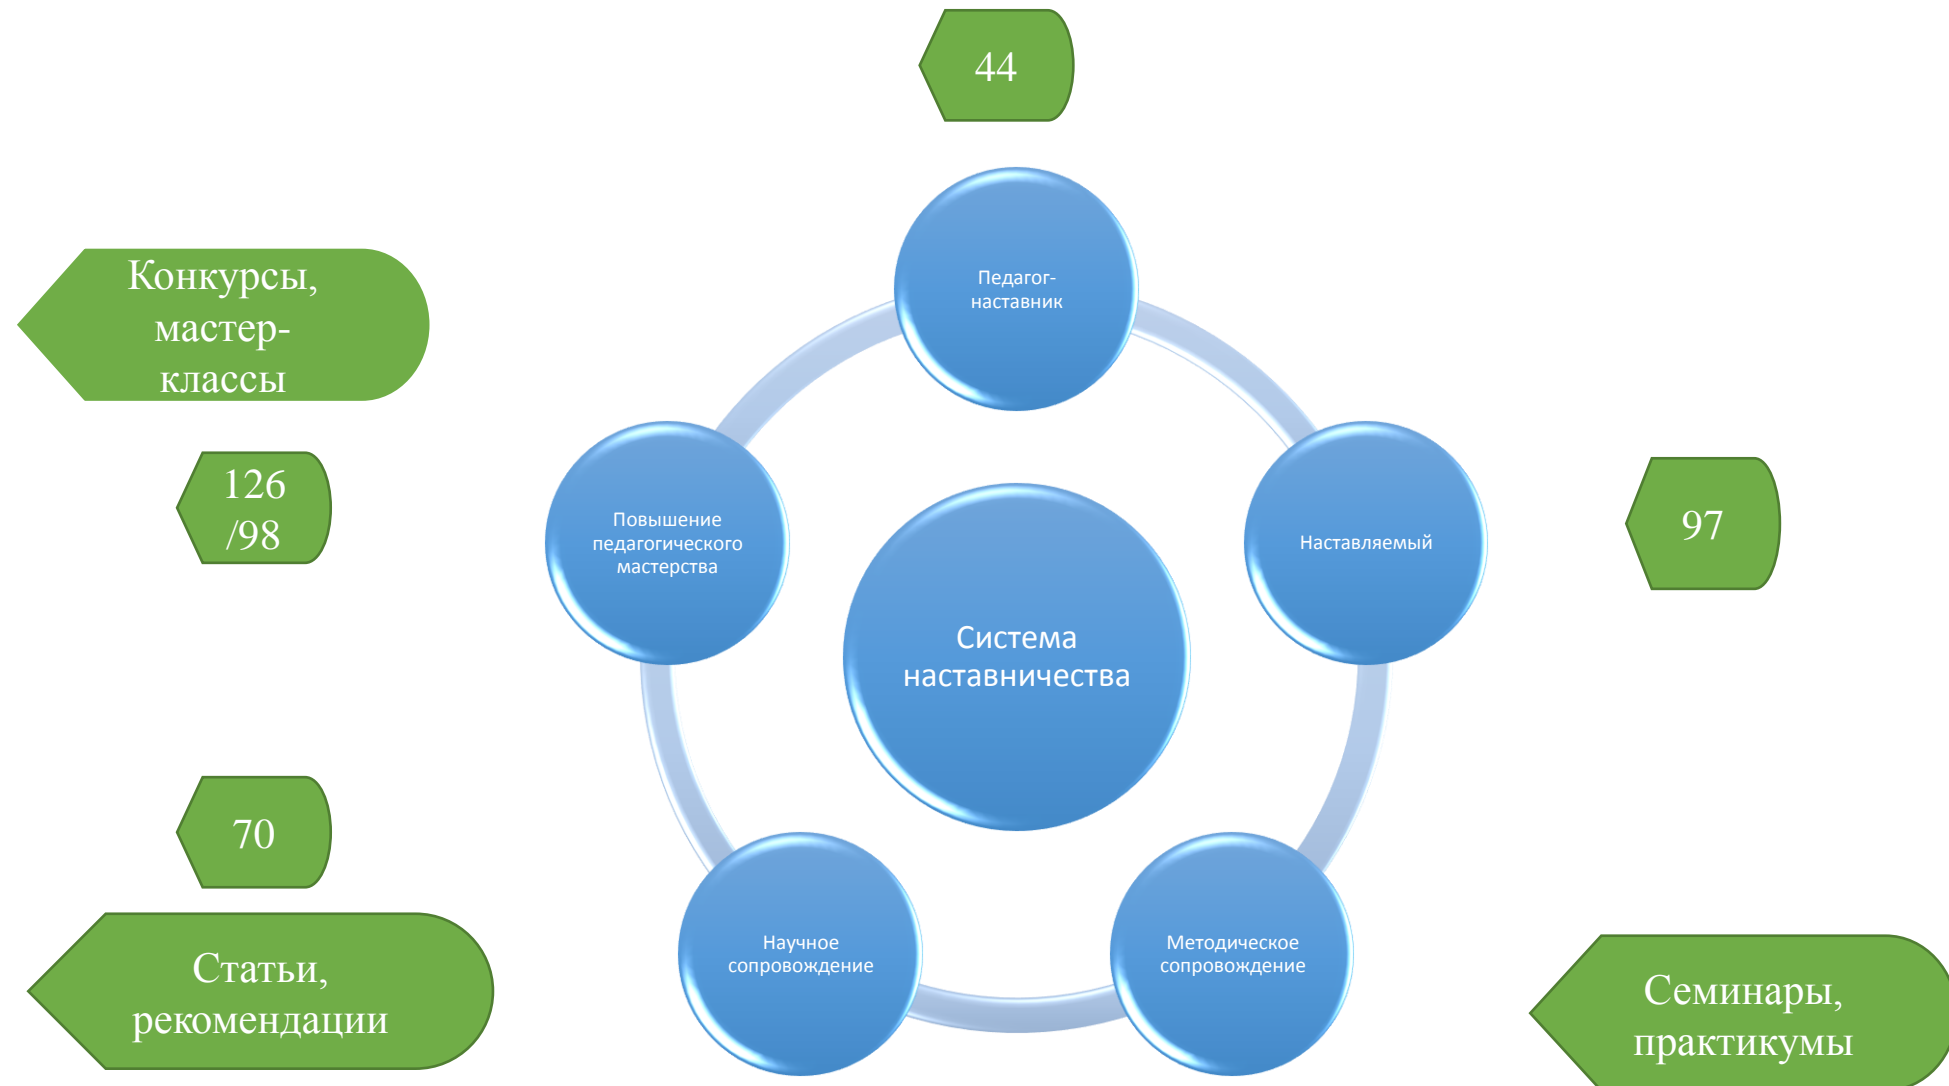 44
Педагог-
наставник
Конкурсы,
мастер-
классы
126
/98
Повышение
педагогического
мастерства
Наставляемый
97
Система
наставничества
70
Научное
сопровождение
Методическое
сопровождение
Статьи,
рекомендации
Семинары,
практикумы